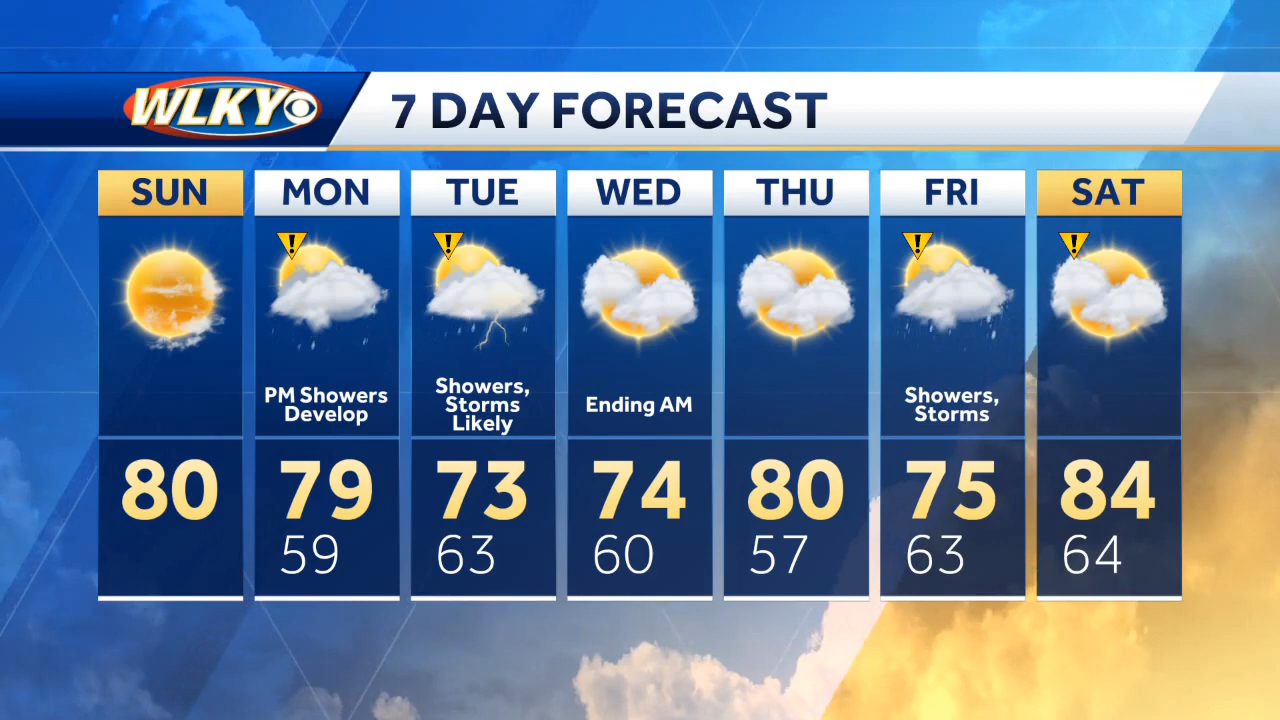 WLKY
7 DAY FORECAST
SUN
80
MON
!
PM Showers
Develop
79
59
TUE
!
Showers,
Storms
Likely
73
63
WED
Ending AM
74
60
THU
80
57
FRI
!
Showers,
Storms
75
63
SAT
!
84
64